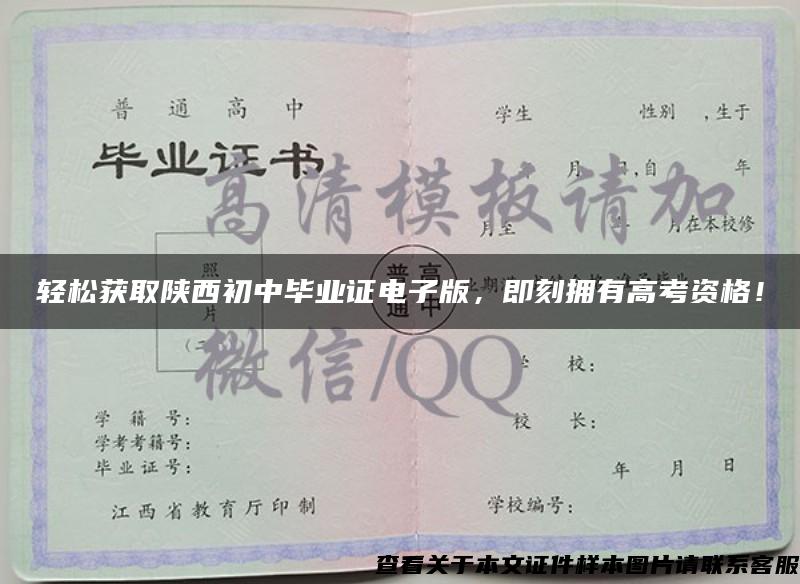 普通高中
毕业证书
照
片
(二
学籍号：
学考考籍号：
毕业证号：
江西省教育厅印制
学生 性别 ,生于
月 日,自 年
月至 年 月在本校修
普高
通中
学 校：
校 长：
年 月 日
学校编号：
高清模板请加
微信/QQ
轻松获取陕西初中毕业证电子版，即刻拥有高考资格！
查看关于本文证件样本图片请联系客服